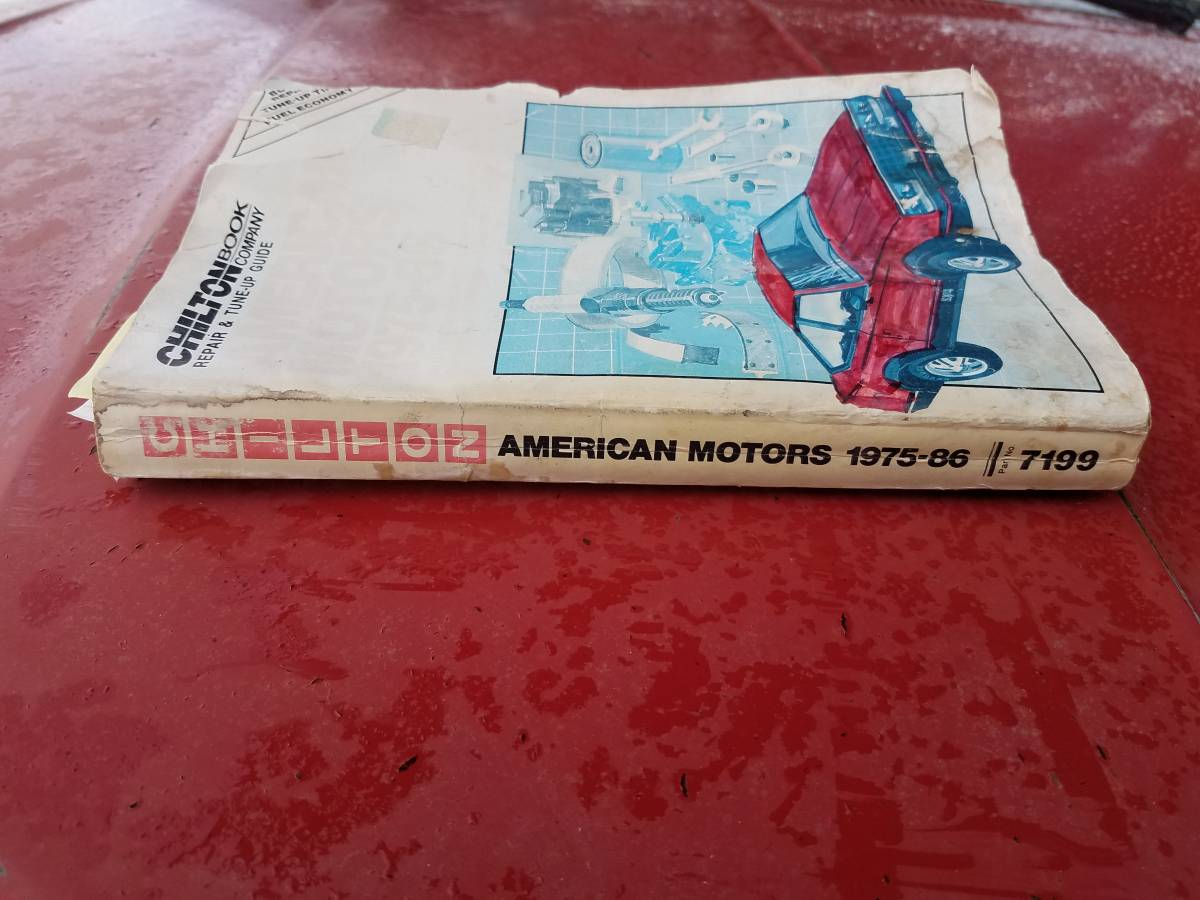 TUNE-UP
FUEL ECONOMY
CHILTON BOOK
COMPANY
REPAIR & TUNE-UP GUIDE
CHILTON AMERICAN MOTORS 1975-86 Part No 7199